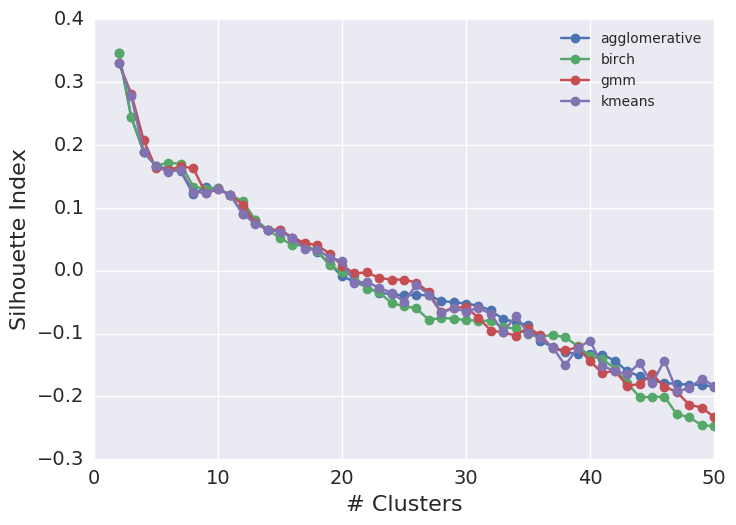 0.4
0.3
0.2
0.1
0.0
−0.1
−0.2
−0.3
Silhouette Index
agglomerative
birch
gmm
kmeans
0 10 20 30 40 50
# Clusters